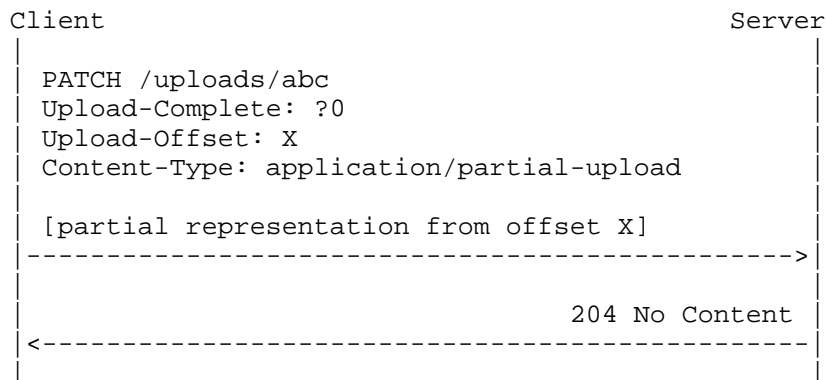 Client Server
PATCH /uploads/abc
Upload-Complete: ?0
Upload-Offset: X
Content-Type: application/partial-upload
[partial representation from offset X]
------------------------------------------------>
204 No Content
<------------------------------------------------